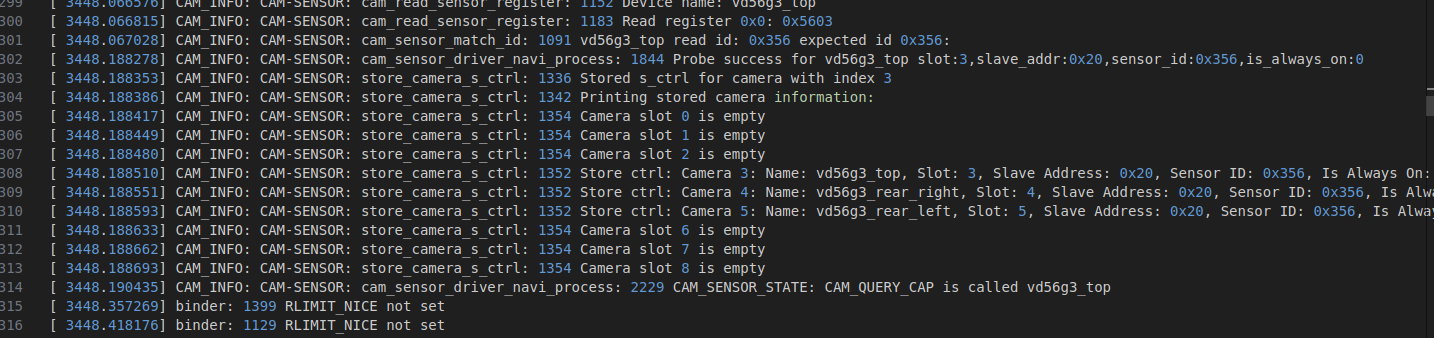 299 [ 3448.066576] CAM_INFO: CAM-SENSOR: cam_read_sensor_register: 1152 Device name: vd56g3_top
300 [ 3448.066815] CAM_INFO: CAM-SENSOR: cam_read_sensor_register: 1183 Read register 0x0: 0x5603
301 [ 3448.067028] CAM_INFO: CAM-SENSOR: cam_sensor_match_id: 1091 vd56g3_top read id: 0x356 expected id 0x356:
302 [ 3448.188278] CAM_INFO: CAM-SENSOR: cam_sensor_driver_navi_process: 1844 Probe success for vd56g3_top slot:3,slave_addr:0x20,sensor_id:0x356,is_always_on:0
303 [ 3448.188353] CAM_INFO: CAM-SENSOR: store_camera_s_ctrl: 1336 Stored s_ctrl for camera with index 3
304 [ 3448.188386] CAM_INFO: CAM-SENSOR: store_camera_s_ctrl: 1342 Printing stored camera information:
305 [ 3448.188417] CAM_INFO: CAM-SENSOR: store_camera_s_ctrl: 1354 Camera slot 0 is empty
306 [ 3448.188449] CAM_INFO: CAM-SENSOR: store_camera_s_ctrl: 1354 Camera slot 1 is empty
307 [ 3448.188480] CAM_INFO: CAM-SENSOR: store_camera_s_ctrl: 1354 Camera slot 2 is empty
308 [ 3448.188510] CAM_INFO: CAM-SENSOR: store_camera_s_ctrl: 1352 Store ctrl: Camera 3: Name: vd56g3_top, Slot: 3, Slave Address: 0x20, Sensor ID: 0x356, Is Always On:
309 [ 3448.188551] CAM_INFO: CAM-SENSOR: store_camera_s_ctrl: 1352 Store ctrl: Camera 4: Name: vd56g3_rear_right, Slot: 4, Slave Address: 0x20, Sensor ID: 0x356, Is Alwa
310 [ 3448.188593] CAM_INFO: CAM-SENSOR: store_camera_s_ctrl: 1352 Store ctrl: Camera 5: Name: vd56g3_rear_left, Slot: 5, Slave Address: 0x20, Sensor ID: 0x356, Is Alway
311 [ 3448.188633] CAM_INFO: CAM-SENSOR: store_camera_s_ctrl: 1354 Camera slot 6 is empty
312 [ 3448.188662] CAM_INFO: CAM-SENSOR: store_camera_s_ctrl: 1354 Camera slot 7 is empty
313 [ 3448.188693] CAM_INFO: CAM-SENSOR: store_camera_s_ctrl: 1354 Camera slot 8 is empty
314 [ 3448.190435] CAM_INFO: CAM-SENSOR: cam_sensor_driver_navi_process: 2229 CAM_SENSOR_STATE: CAM_QUERY_CAP is called vd56g3_top
315 [ 3448.357269] binder: 1399 RLIMIT_NICE not set
316 [ 3448.418176] binder: 1129 RLIMIT_NICE not set